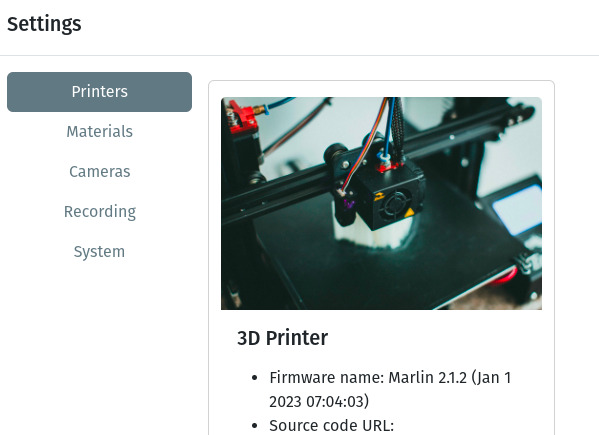 Settings
Printers
Materials
Cameras
Recording
System
3D Printer
Firmware name: Marlin 2.1.2 (Jan 1
2023 07:04:03)
Source code URL: